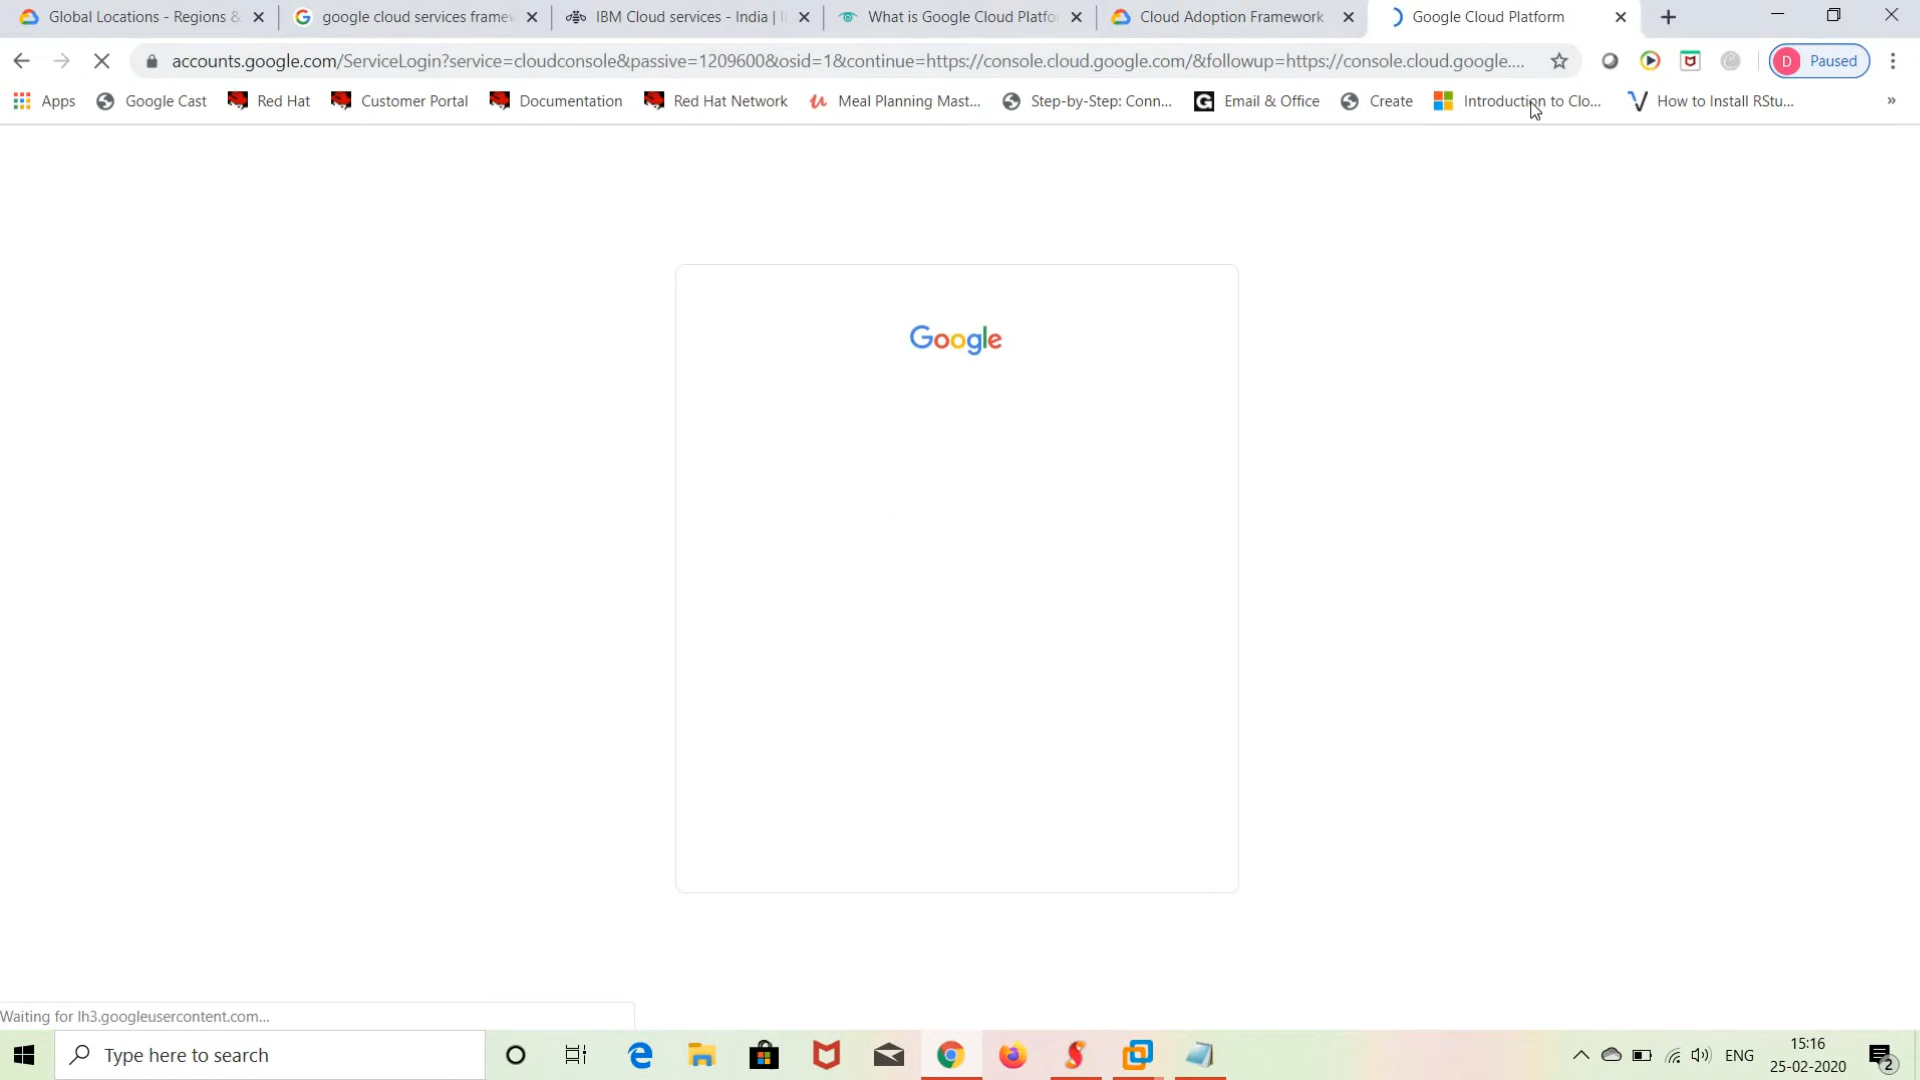 Global Locations - Regions &
google cloud services framew
IBM Cloud services - India |
What is Google Cloud Platfo
Cloud Adoption Framework
Google Cloud Platform
accounts.google.com/ServiceLogin?service=cloudconsole&passive=1209600&osid=1&continue=https://console.cloud.google.com/&followup=https://console.cloud.google....
D Paused
Apps
Google Cast
Red Hat
Customer Portal
Documentation
Red Hat Network
Meal Planning Mast...
Step-by-Step: Conn...
Email & Office
Create
Introduction to Clo...
How to Install RStu...
»
Google
Waiting for lh3.googleusercontent.com...
Type here to search
ENG
15:16
25-02-2020
2